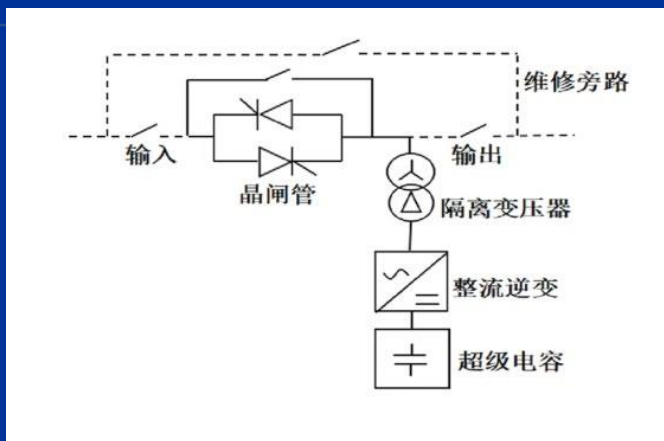 维修旁路
输入
输出
晶闸管
隔离变压器
整流逆变
超级电容